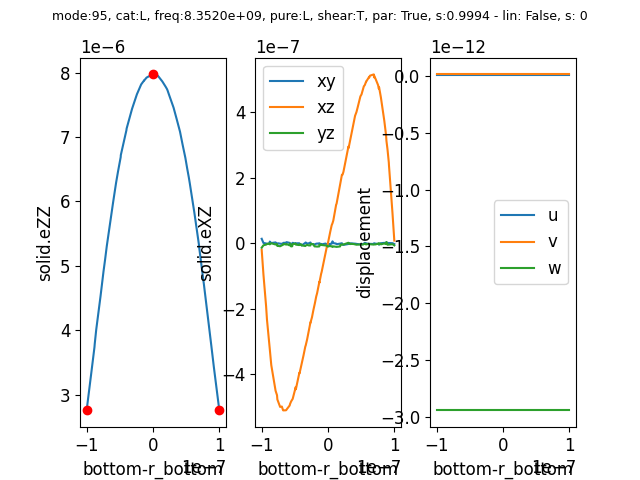 mode:95, cat:L, freq:8.3520e+09, pure:L, shear:T, par: True, s:0.9994 - lin: False, s: 0
1e−6
8
7
6
5
4
3
solid.eZZ
−1
0
1
1e−7
bottom-r_bottom
1e−7
xy
xz
yz
4
2
0
−2
−4
solid.eXZ
−1
0
1
1e−7
bottom-r_bottom
1e−12
0.0
−0.5
−1.0
−1.5
−2.0
−2.5
−3.0
displacement
u
v
w
−1
0
1
1e−7
bottom-r_bottom